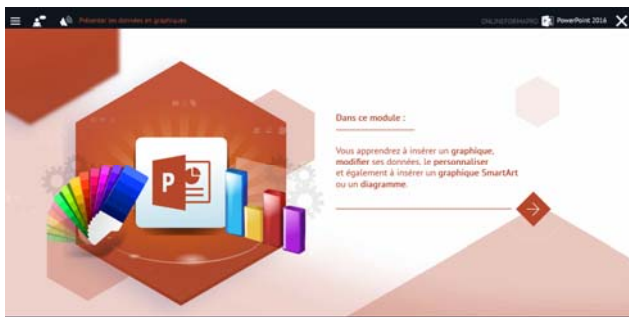 Présenter les données en graphiques
ONLINEFORMAPRO PowerPoint 2016
Dans ce module :
Vous apprendrez à insérer un graphique,
modifier ses données, le personnaliser
et également à insérer un graphique SmartArt
ou un diagramme.
P